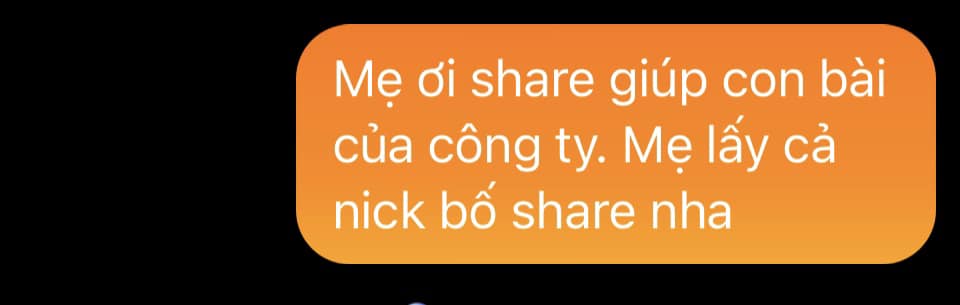 Mẹ ơi share giúp con bài
của công ty. Mẹ lấy cả
nick bố share nha